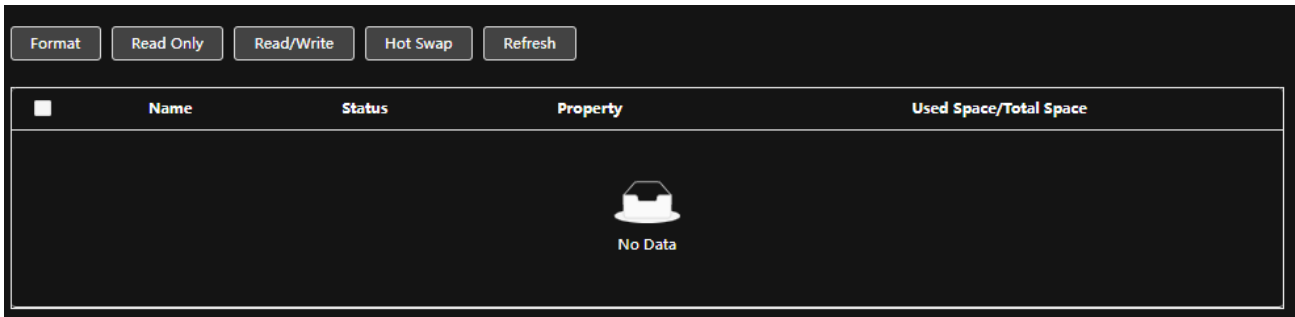 Format Read Only Read/Write Hot Swap Refresh
Name Status Property Used Space/Total Space
No Data